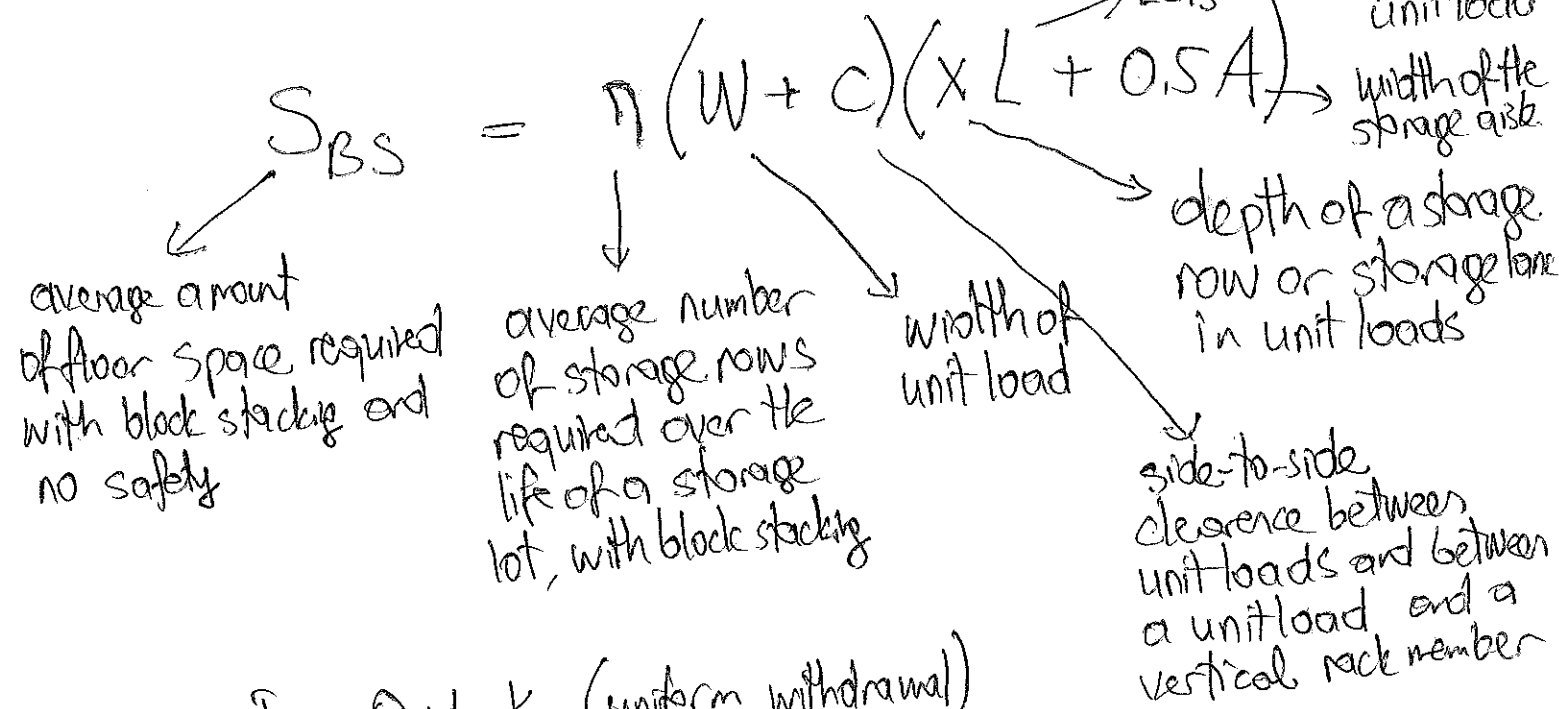 unit load
S_BS = η(W + C)(xL + 0.5A)
width of the
storage aisle
depth of a storage
row or storage lane
in unit loads
average amount
of floor space required
with block stacking and
no safety
average number
of storage rows
required over the
life of a storage
lot, with block stacking
width of
unit load
side-to-side
clearence between
unit loads and between
a unit load and a
vertical rack member
(uniform withdrawal)